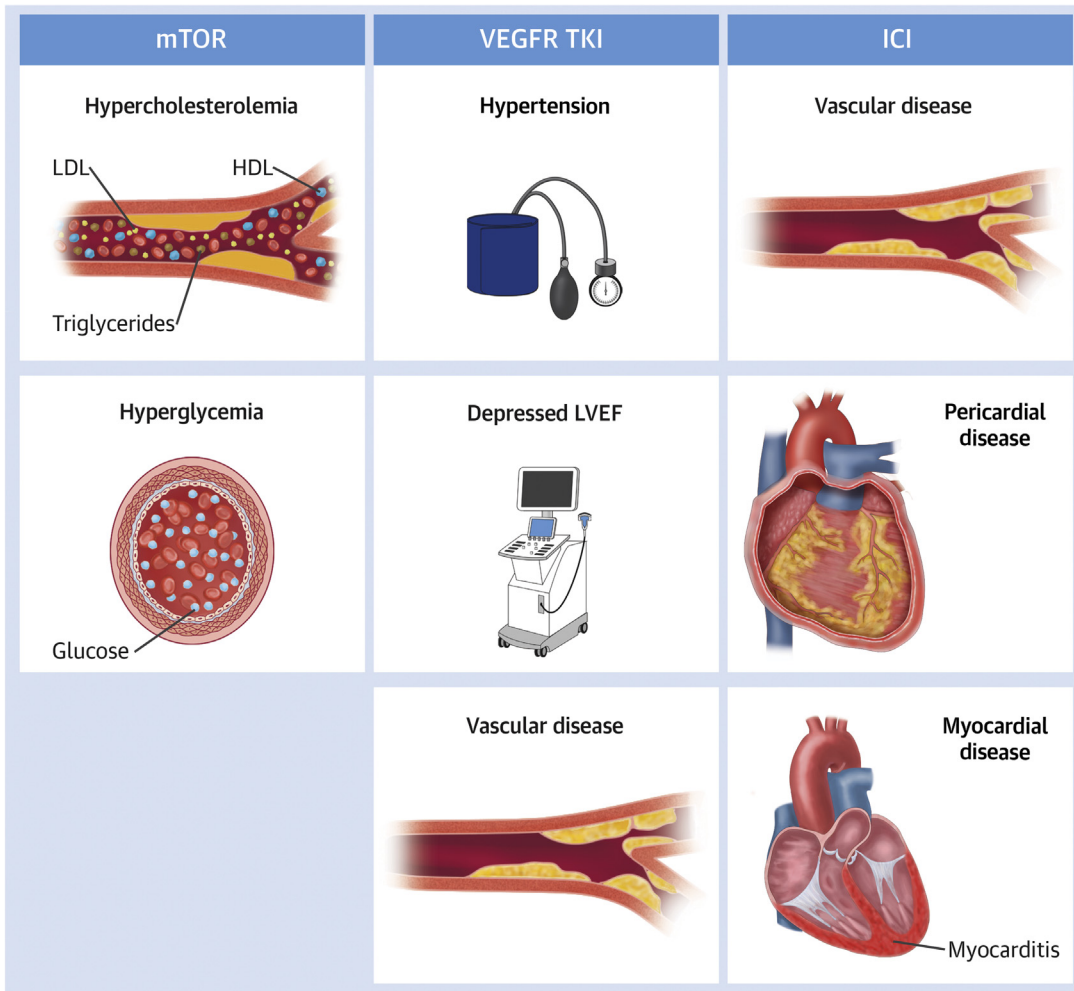 mTOR
VEGFR TKI
ICI
Hypercholesterolemia
LDL
HDL
Triglycerides
Hypertension
Vascular disease
Hyperglycemia
Glucose
Depressed LVEF
Pericardial
disease
Vascular disease
Myocardial
disease
Myocarditis